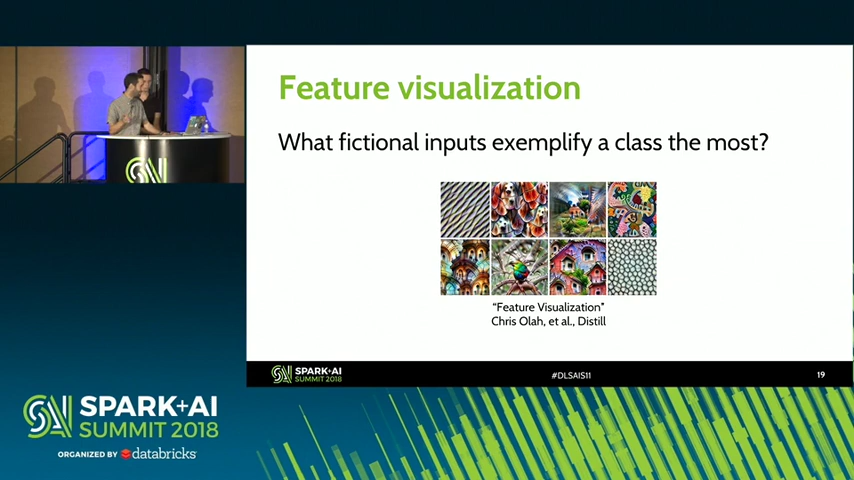 Feature visualization
What fictional inputs exemplify a class the most?
“Feature Visualization”
Chris Olah, et al., Distill
SPARK+AI
SUMMIT 2018
#DLSAIS11
19
SPARK+AI
SUMMIT 2018
ORGANIZED BY databricks